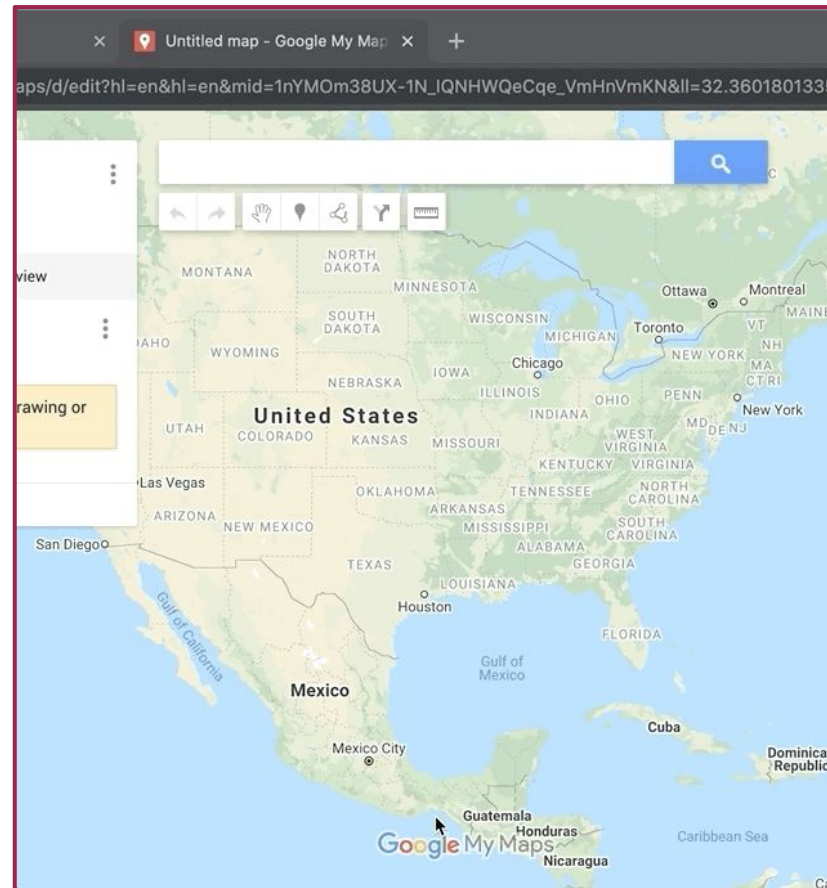 Untitled map - Google My Map
aps/d/edit?hl=en&hl=en&mid=1nYMOm38UX-1N_IQNHWQeCqe_VmHnVmKN&ll=32.3601801335
view
rawing or
MONTANA
NORTH
DAKOTA
MINNESOTA
Ottawa
Montreal
SOUTH
DAKOTA
WISCONSIN
MICHIGAN
Toronto
VT
MAINE
AHO
WYOMING
NH
NEW YORK
MA
CT RI
Chicago
IOWA
NEBRASKA
ILLINOIS
OHIO
PENN
New York
INDIANA
United States
UTAH
COLORADO
KANSAS
MISSOURI
WEST
VIRGINIA
MD
DE NJ
KENTUCKY
VIRGINIA
Las Vegas
OKLAHOMA
TENNESSEE
NORTH
CAROLINA
ARIZONA
NEW MEXICO
ARKANSAS
MISSISSIPPI
SOUTH
CAROLINA
San Diego
ALABAMA
GEORGIA
TEXAS
LOUISIANA
Houston
Gulf of
California
FLORIDA
Gulf of
Mexico
Mexico
Cuba
Mexico City
Dominica
Republic
Guatemala
Honduras
Caribbean Sea
Google My Maps
Nicaragua